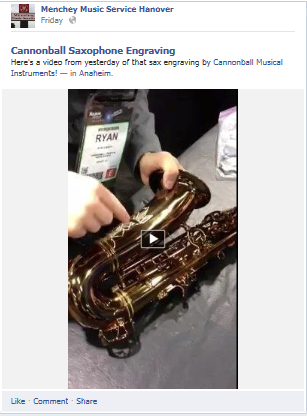 Menchey Music Service Hanover
Friday
Cannonball Saxophone Engraving
Here's a video from yesterday of that sax engraving by Cannonball Musical
Instruments! — in Anaheim.
RYAN
Like · Comment · Share